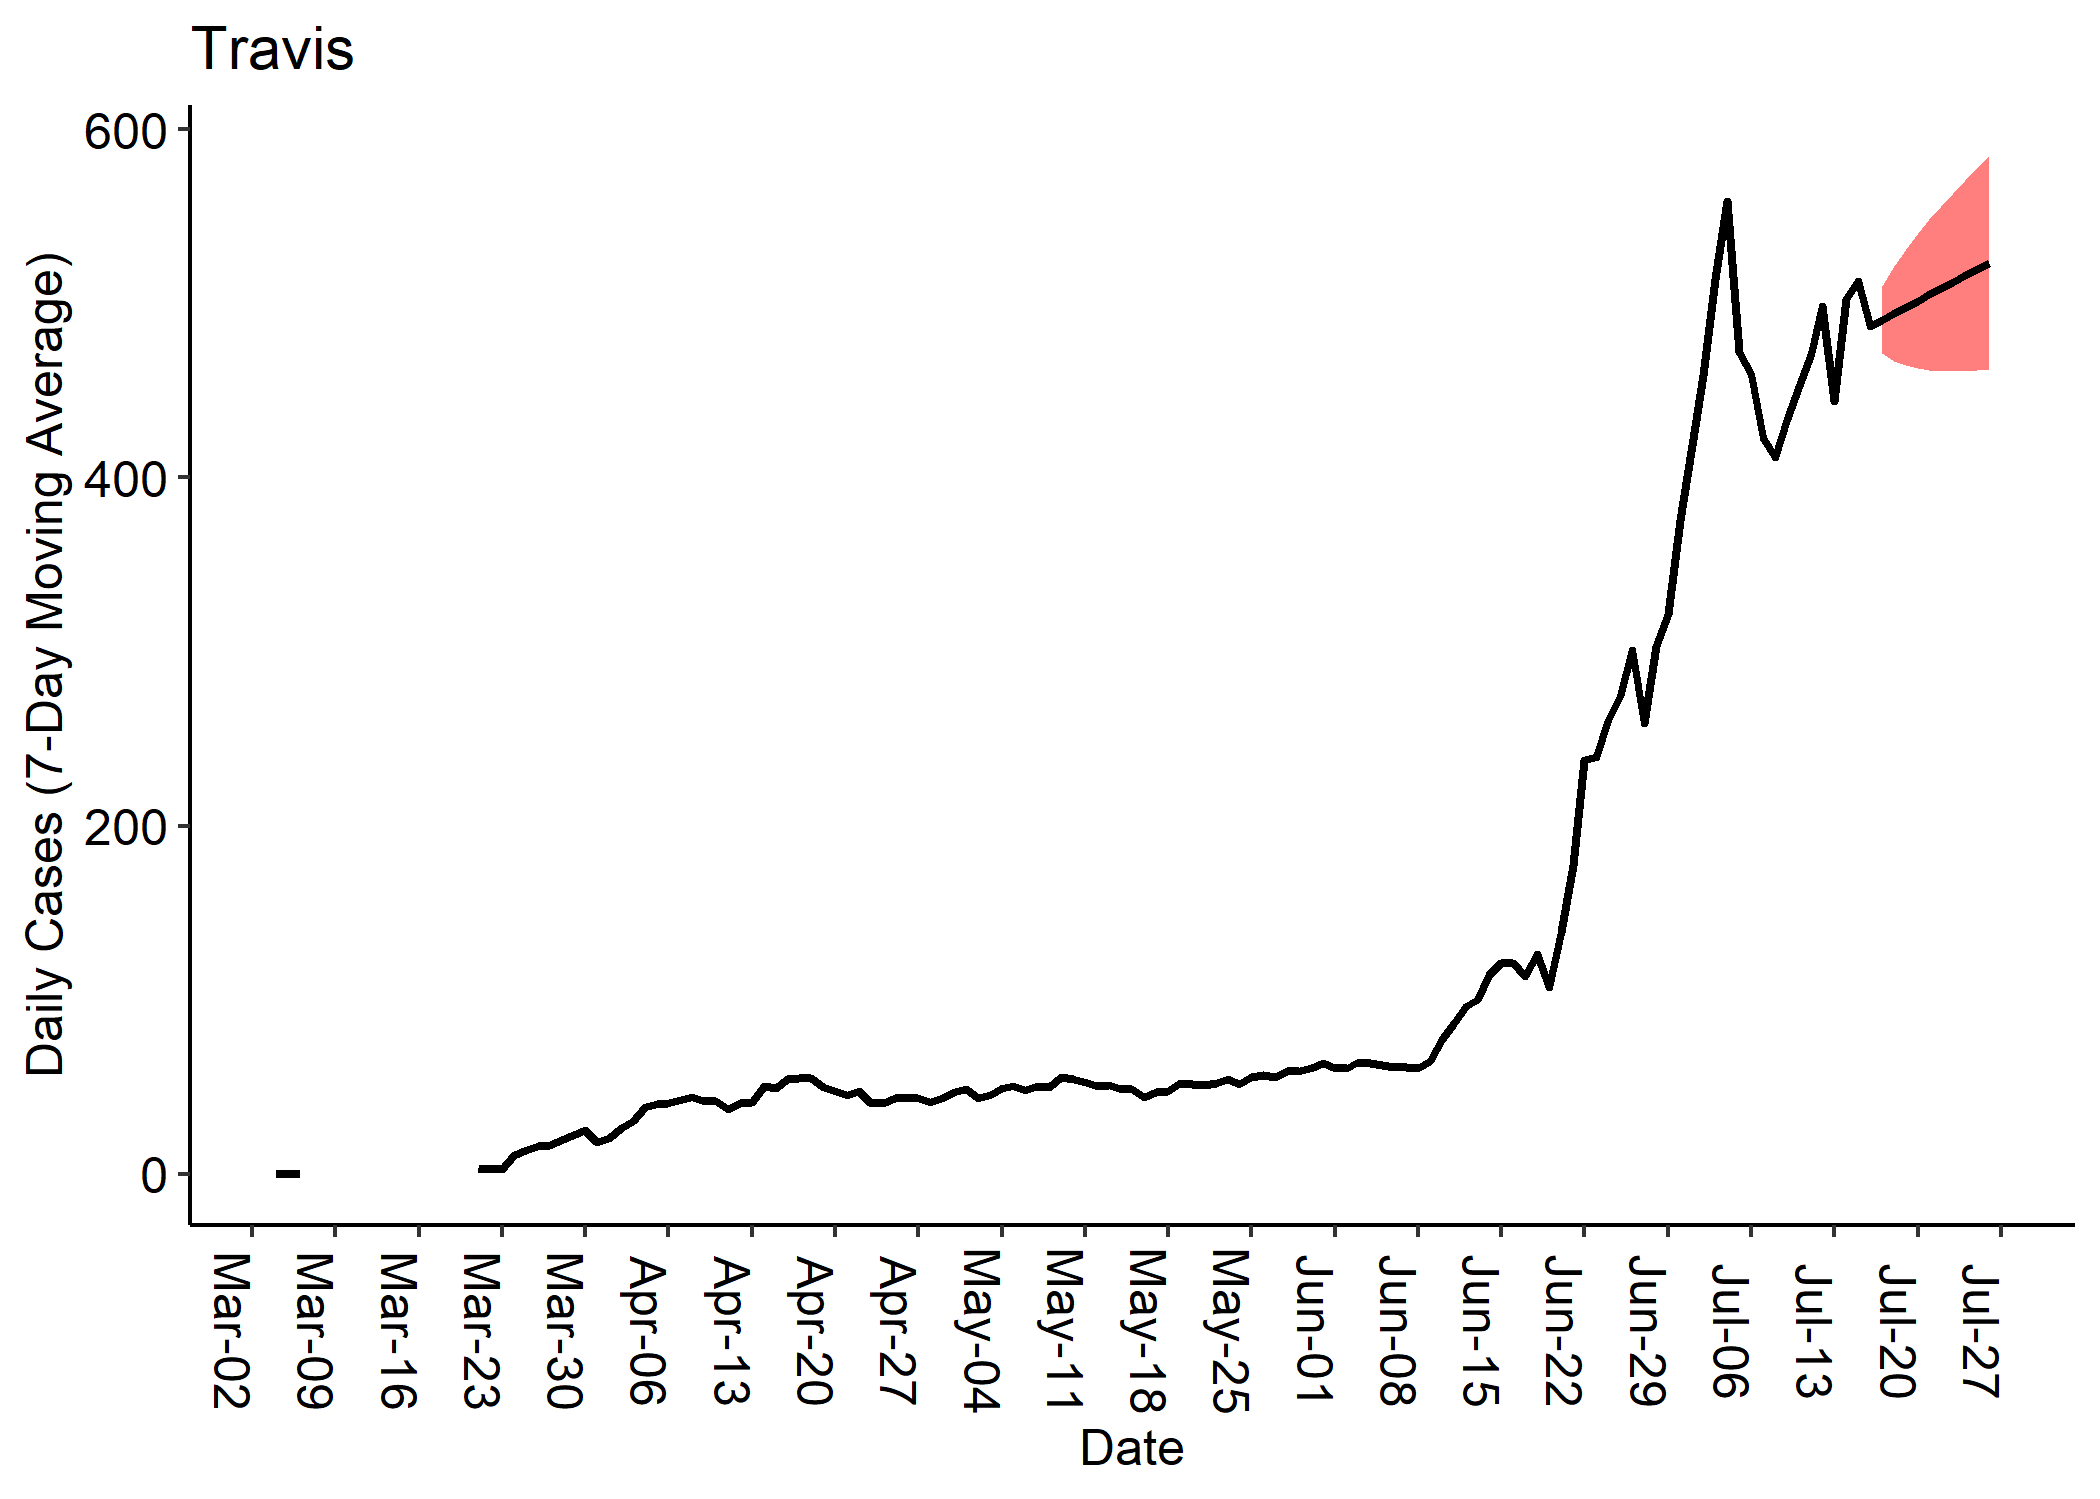 Travis
Daily Cases (7-Day Moving Average)
600
400
200
0
Mar-02
Mar-09
Mar-16
Mar-23
Mar-30
Apr-06
Apr-13
Apr-20
Apr-27
May-04
May-11
May-18
May-25
Jun-01
Jun-08
Jun-15
Jun-22
Jun-29
Jul-06
Jul-13
Jul-20
Jul-27
Date